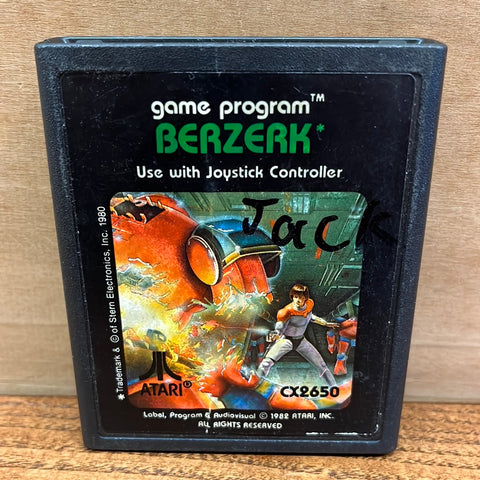 game program™
BERZERK*
Use with Joystick Controller
Jack
*Trademark & © of Stern Electronics, Inc. 1980
ATARI®
CX2650
Label, Program & Audiovisual © 1982 ATARI, INC.
ALL RIGHTS RESERVED